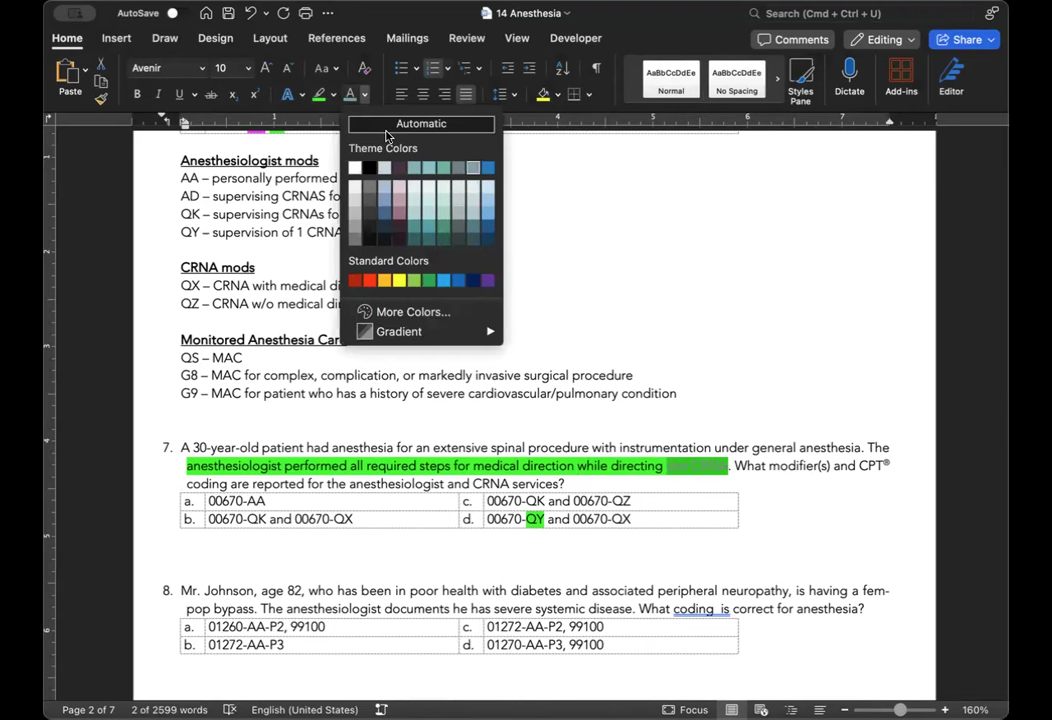 AutoSave
14 Anesthesia
Search (Cmd + Ctrl + U)
Home Insert Draw Design Layout References Mailings Review View Developer
Comments Editing Share
Paste
Avenir 10
AaBbCcDdEe AaBbCcDdEe
Normal No Spacing
Styles Pane
Dictate
Add-ins
Editor
Automatic
Theme Colors
Standard Colors
More Colors...
Gradient
Anesthesiologist mods
AA – personally performed
AD – supervising CRNAS fo
QK – supervising CRNAs fo
QY – supervision of 1 CRNA
CRNA mods
QX – CRNA with medical di
QZ – CRNA w/o medical di
Monitored Anesthesia Car
QS – MAC
G8 – MAC for complex, complication, or markedly invasive surgical procedure
G9 – MAC for patient who has a history of severe cardiovascular/pulmonary condition
7. A 30-year-old patient had anesthesia for an extensive spinal procedure with instrumentation under general anesthesia. The
anesthesiologist performed all required steps for medical direction while directing . What modifier(s) and CPT®
coding are reported for the anesthesiologist and CRNA services?
a. 00670-AA c. 00670-QK and 00670-QZ
b. 00670-QK and 00670-QX d. 00670-QY and 00670-QX
8. Mr. Johnson, age 82, who has been in poor health with diabetes and associated peripheral neuropathy, is having a fem-
pop bypass. The anesthesiologist documents he has severe systemic disease. What coding is correct for anesthesia?
a. 01260-AA-P2, 99100 c. 01272-AA-P2, 99100
b. 01272-AA-P3 d. 01270-AA-P3, 99100
Page 2 of 7 2 of 2599 words English (United States) Focus 160%